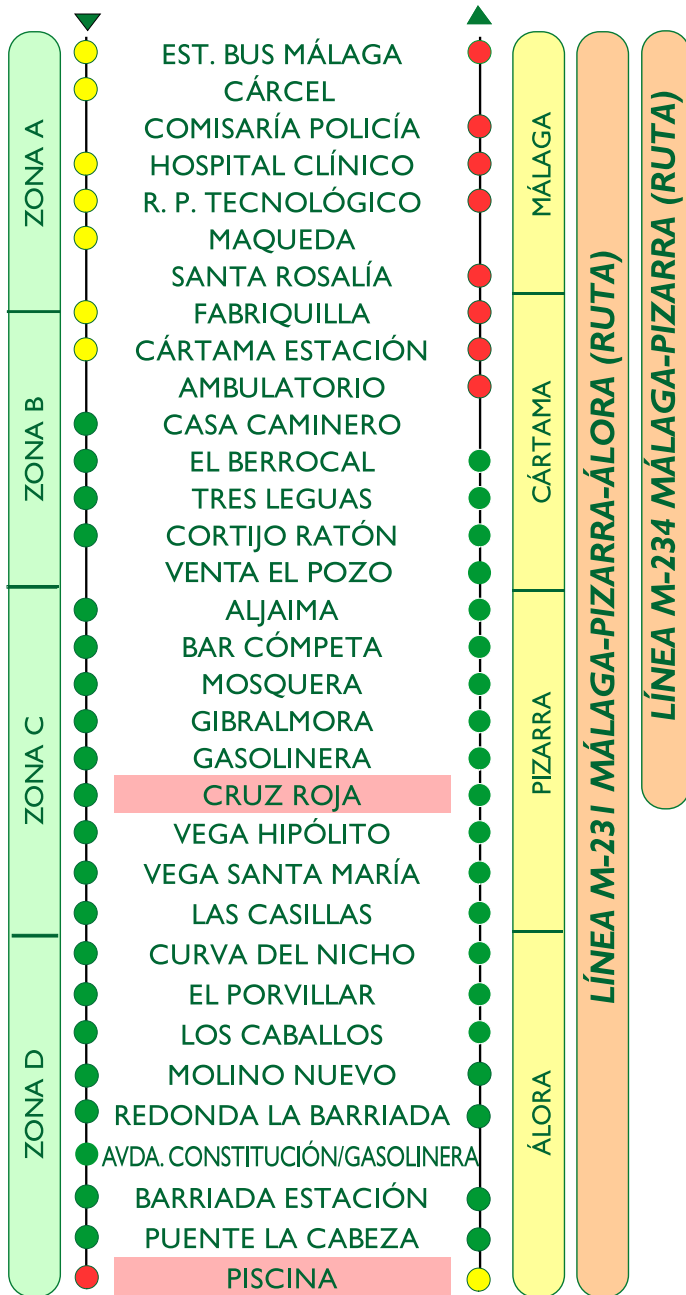 EST. BUS MÁLAGA
CÁRCEL
COMISARÍA POLICÍA
HOSPITAL CLÍNICO
R. P. TECNOLÓGICO
MAQUEDA
SANTA ROSALÍA
FABRIQUILLA
CÁRTAMA ESTACIÓN
AMBULATORIO
CASA CAMINERO
EL BERROCAL
TRES LEGUAS
CORTIJO RATÓN
VENTA EL POZO
ALJAIMA
BAR CÓMPETA
MOSQUERA
GIBRALMORA
GASOLINERA
CRUZ ROJA
VEGA HIPÓLITO
VEGA SANTA MARÍA
LAS CASILLAS
CURVA DEL NICHO
EL PORVILLAR
LOS CABALLOS
MOLINO NUEVO
REDONDA LA BARRIADA
AVDA. CONSTITUCIÓN/GASOLINERA
BARRIADA ESTACIÓN
PUENTE LA CABEZA
PISCINA
ZONA A
ZONA B
ZONA C
ZONA D
MÁLAGA
CÁRTAMA
PIZARRA
ÁLORA
LÍNEA M-231 MÁLAGA-PIZARRA-ÁLORA (RUTA)
LÍNEA M-234 MÁLAGA-PIZARRA (RUTA)